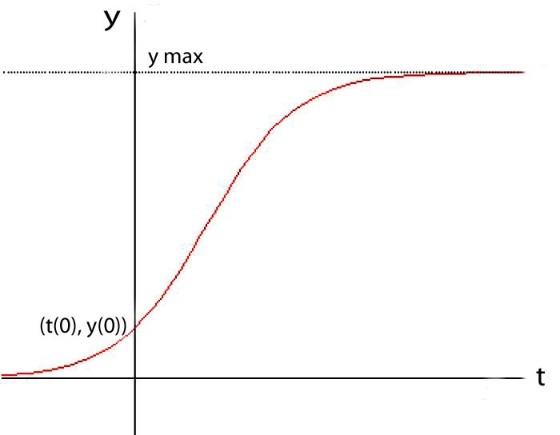 y
y max
(t(0), y(0))
t